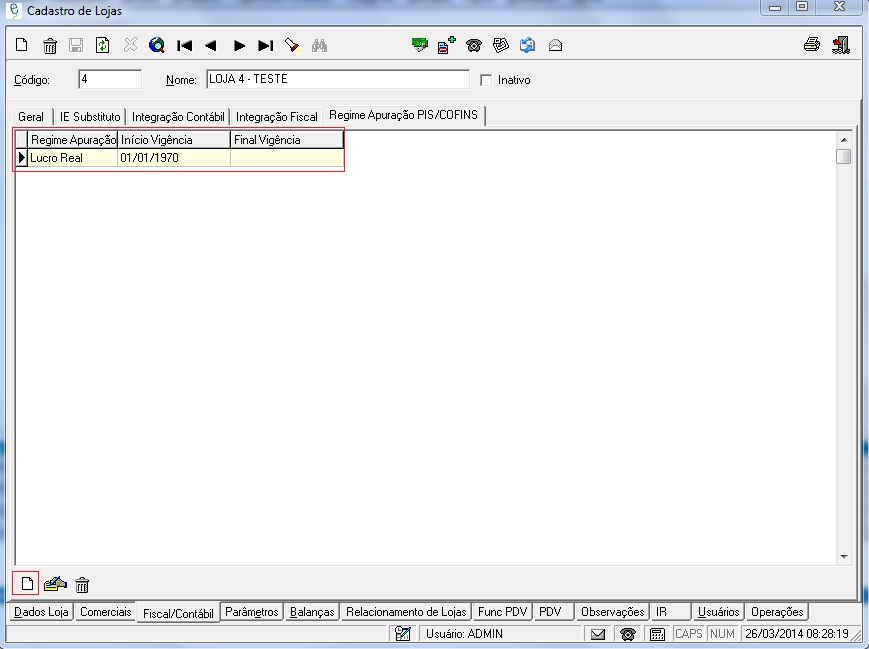 Cadastro de Lojas
Código: 4 Nome: LOJA 4 - TESTE Inativo
Geral IE Substituto Integração Contábil Integração Fiscal Regime Apuração PIS/COFINS
Regime Apuração Início Vigência Final Vigência
Lucro Real 01/01/1970
Dados Loja Comerciais Fiscal/Contábil Parâmetros Balanças Relacionamento de Lojas Func PDV PDV Observações IR Usuários Operações
Usuário: ADMIN CAPS NUM 26/03/2014 08:28:19